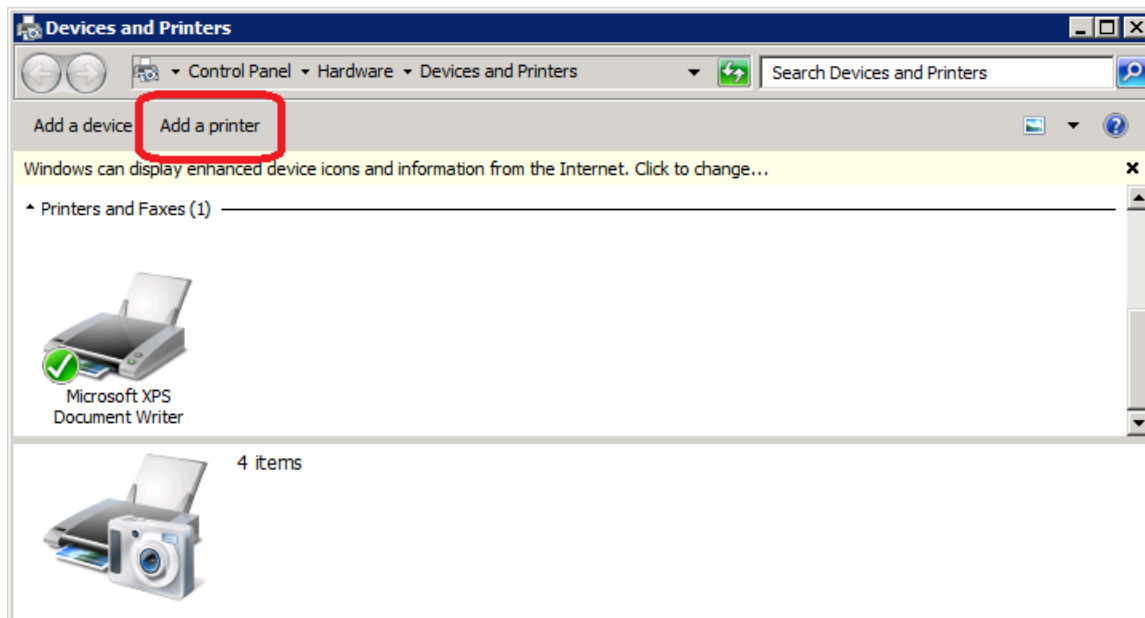 Devices and Printers
Control Panel Hardware Devices and Printers Search Devices and Printers
Add a device Add a printer
Windows can display enhanced device icons and information from the Internet. Click to change...
Printers and Faxes (1)
Microsoft XPS
Document Writer
4 items